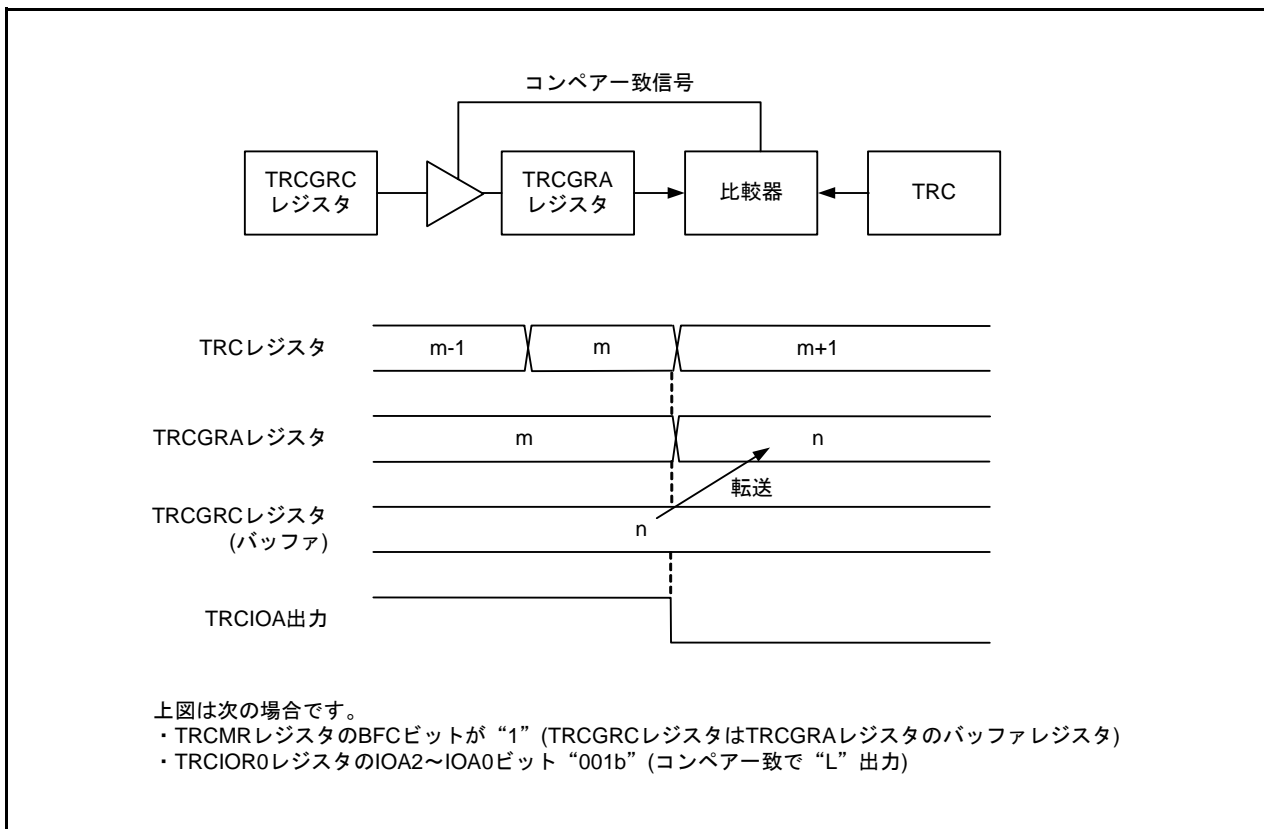 コンペアー致信号
TRCGRC
レジスタ
TRCGRA
レジスタ
比較器
TRC
TRCレジスタ
m-1
m
m+1
TRCGRAレジスタ
m
n
転送
TRCGRCレジスタ
(バッファ)
n
TRCIOA出力
上図は次の場合です。
・TRCMRレジスタのBFCビットが“1”(TRCGRCレジスタはTRCGRAレジスタのバッファレジスタ)
・TRCIOR0レジスタのIOA2～IOA0ビット“001b”(コンペア一致で“L”出力)